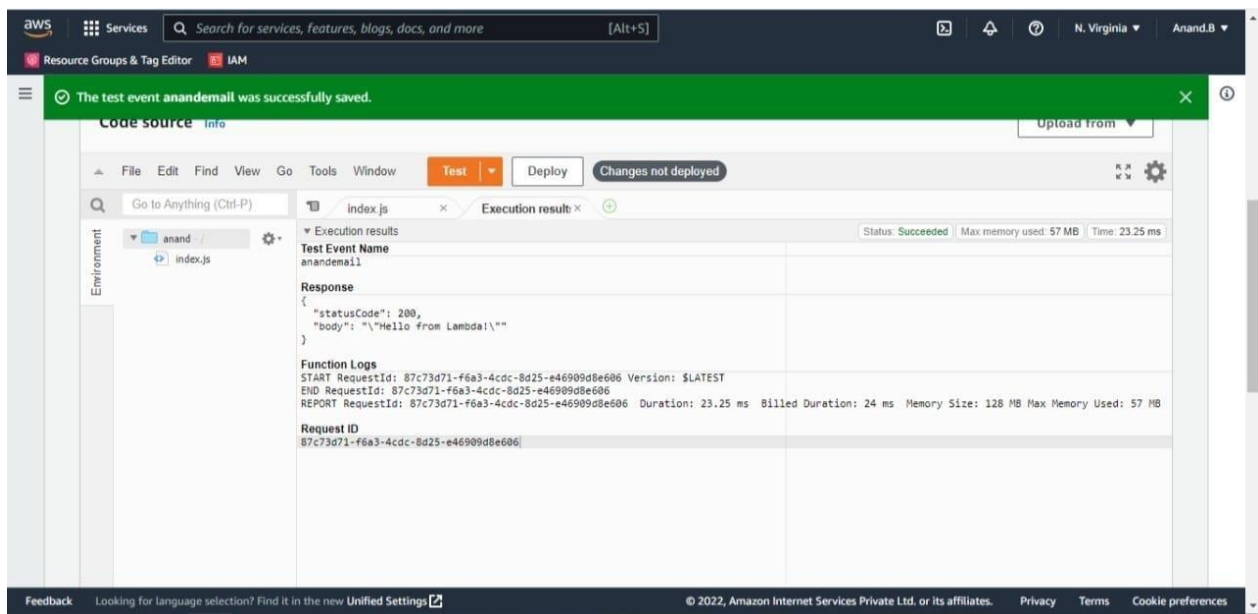 aws Services Search for services, features, blogs, docs, and more [Alt+S] N. Virginia ▼ Anand.B ▼
Resource Groups & Tag Editor IAM
The test event anandemail was successfully saved.
Code source Info Upload from ▼
File Edit Find View Go Tools Window Test Deploy Changes not deployed
Go to Anything (Ctrl-P) index.js × Execution result: ×
Environment
anand /
index.js
▼ Execution results Status: Succeeded Max memory used: 57 MB Time: 23.25 ms
Test Event Name
anandemail
Response
{
"statusCode": 200,
"body": "\"Hello from Lambda!\""
}
Function Logs
START RequestId: 87c73d71-f6a3-4cdc-8d25-e46909d8e606 Version: $LATEST
END RequestId: 87c73d71-f6a3-4cdc-8d25-e46909d8e606
REPORT RequestId: 87c73d71-f6a3-4cdc-8d25-e46909d8e606 Duration: 23.25 ms Billed Duration: 24 ms Memory Size: 128 MB Max Memory Used: 57 MB
Request ID
87c73d71-f6a3-4cdc-8d25-e46909d8e606
Feedback Looking for language selection? Find it in the new Unified Settings © 2022, Amazon Internet Services Private Ltd. or its affiliates. Privacy Terms Cookie preferences